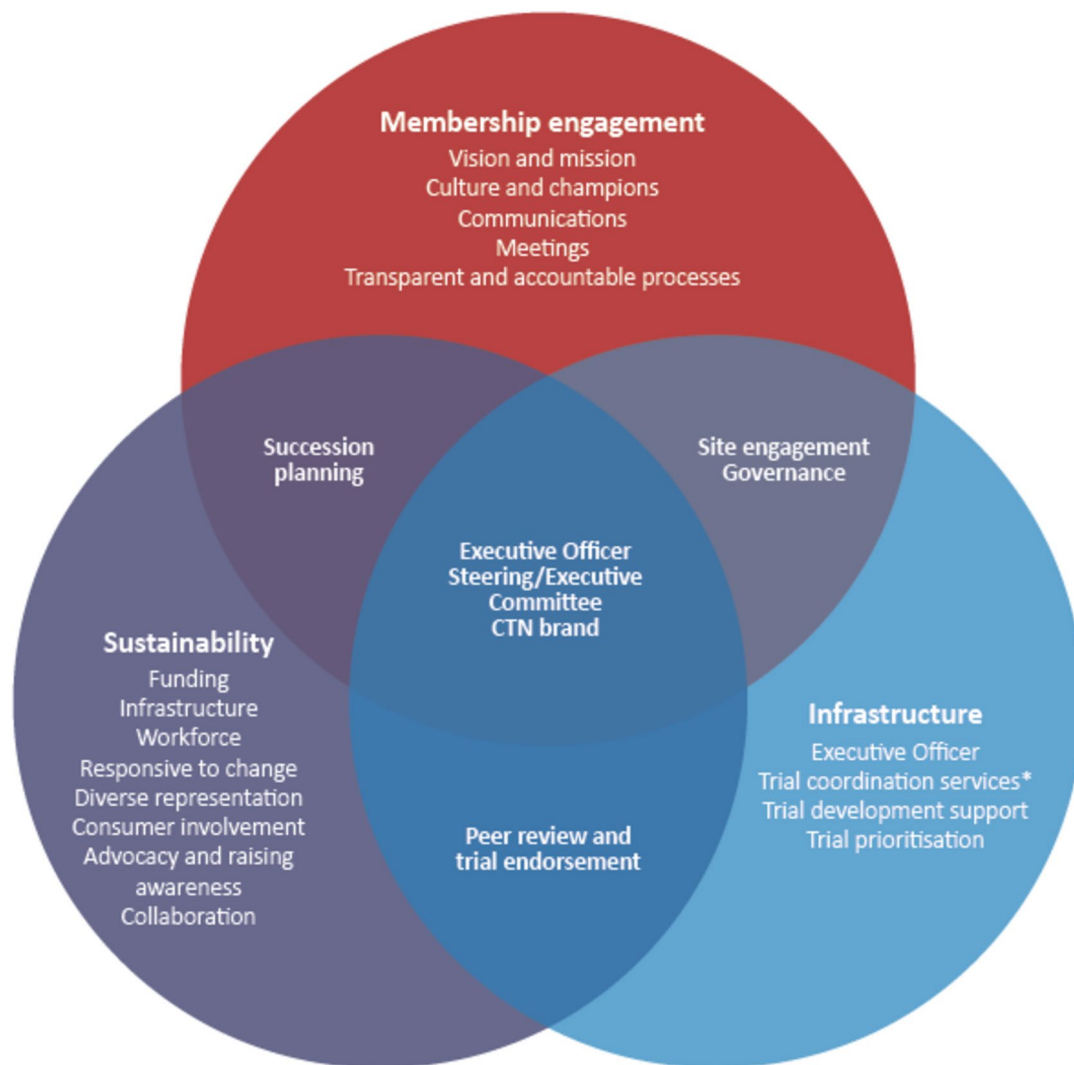 Membership engagement
Vision and mission
Culture and champions
Communications
Meetings
Transparent and accountable processes
Succession
planning
Site engagement
Governance
Executive Officer
Steering/Executive
Committee
CTN brand
Sustainability
Funding
Infrastructure
Workforce
Responsive to change
Diverse representation
Consumer involvement
Advocacy and raising
awareness
Collaboration
Infrastructure
Executive Officer
Trial coordination services*
Trial development support
Trial prioritisation
Peer review and
trial endorsement